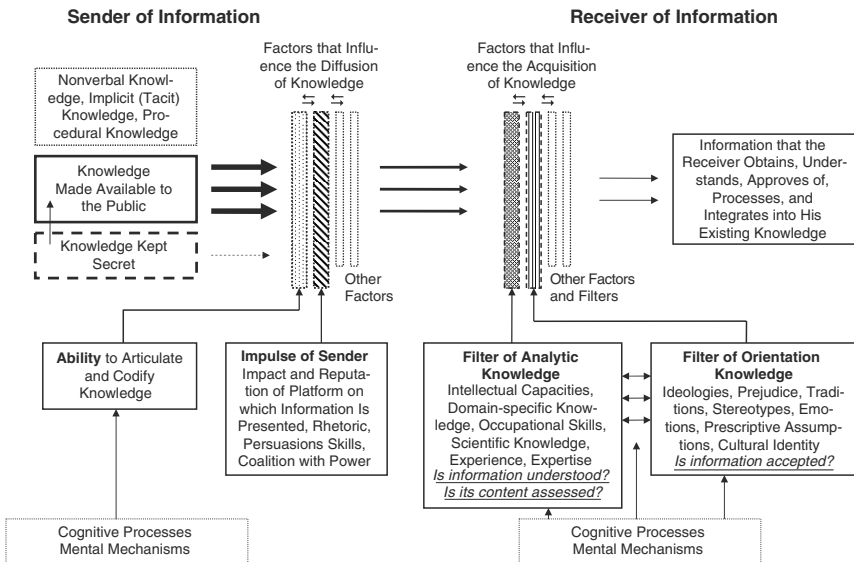 Sender of Information
Receiver of Information
Factors that Influ-
ence the Diffusion
of Knowledge
Factors that Influ-
ence the Acquisition
of Knowledge
Nonverbal Knowl-
edge, Implicit (Tacit)
Knowledge, Pro-
cedural Knowledge
Knowledge
Made Available to
the Public
Knowledge Kept
Secret
Information that the
Receiver Obtains, Under-
stands, Approves of,
Processes, and
Integrates into His
Existing Knowledge
Other
Factors
Other Factors
and Filters
Ability to Articulate
and Codify
Knowledge
Impulse of Sender
Impact and Reputa-
tion of Platform on
which Information Is
Presented, Rhetoric,
Persuasions Skills,
Coalition with Power
Filter of Analytic
Knowledge
Intellectual Capacities,
Domain-specific Know-
ledge, Occupational Skills,
Scientific Knowledge,
Experience, Expertise
Is information understood?
Is its content assessed?
Filter of Orientation
Knowledge
Ideologies, Prejudice, Tradi-
tions, Stereotypes, Emo-
tions, Prescriptive Assump-
tions, Cultural Identity
Is information accepted?
Cognitive Processes
Mental Mechanisms
Cognitive Processes
Mental Mechanisms